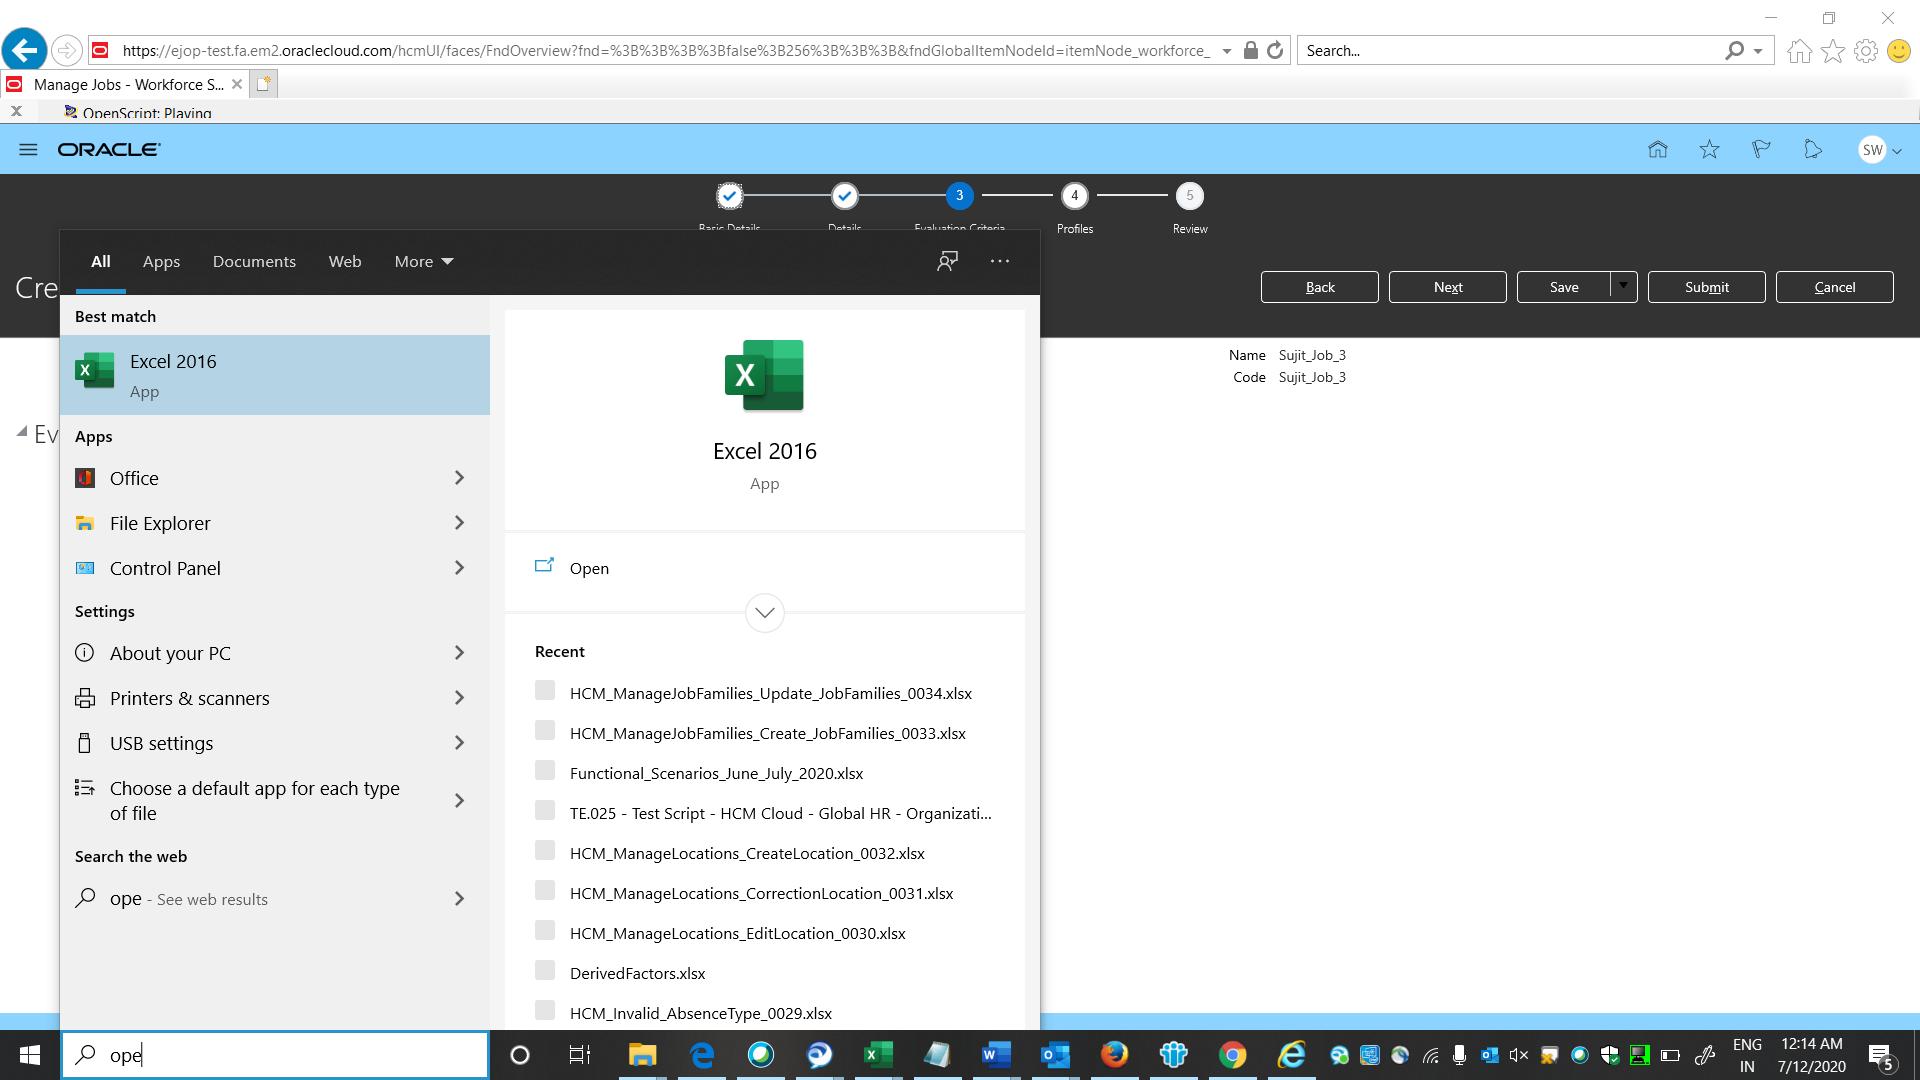 https://ejop-test.fa.em2.oraclecloud.com/hcmUI/faces/FndOverview?fnd=%3B%3B%3B%3Bfalse%3B256%3B%3B%3B&fndGlobalItemNodeId=itemNode_workforce_
Search...
Manage Jobs - Workforce S...
OpenScript: Playing
ORACLE
SW
3
4
5
Basic Details
Details
Evaluation Criteria
Profiles
Review
All
Apps
Documents
Web
More
Cre
Back
Next
Save
Submit
Cancel
Best match
Excel 2016
App
Excel 2016
App
Name Sujit_Job_3
Code Sujit_Job_3
Ev
Apps
Office
File Explorer
Control Panel
Open
Settings
About your PC
Printers & scanners
USB settings
Choose a default app for each type
of file
Search the web
ope - See web results
Recent
HCM_ManageJobFamilies_Update_JobFamilies_0034.xlsx
HCM_ManageJobFamilies_Create_JobFamilies_0033.xlsx
Functional_Scenarios_June_July_2020.xlsx
TE.025 - Test Script - HCM Cloud - Global HR - Organizati...
HCM_ManageLocations_CreateLocation_0032.xlsx
HCM_ManageLocations_CorrectionLocation_0031.xlsx
HCM_ManageLocations_EditLocation_0030.xlsx
DerivedFactors.xlsx
HCM_Invalid_AbsenceType_0029.xlsx
ope
ENG
IN
12:14 AM
7/12/2020
5